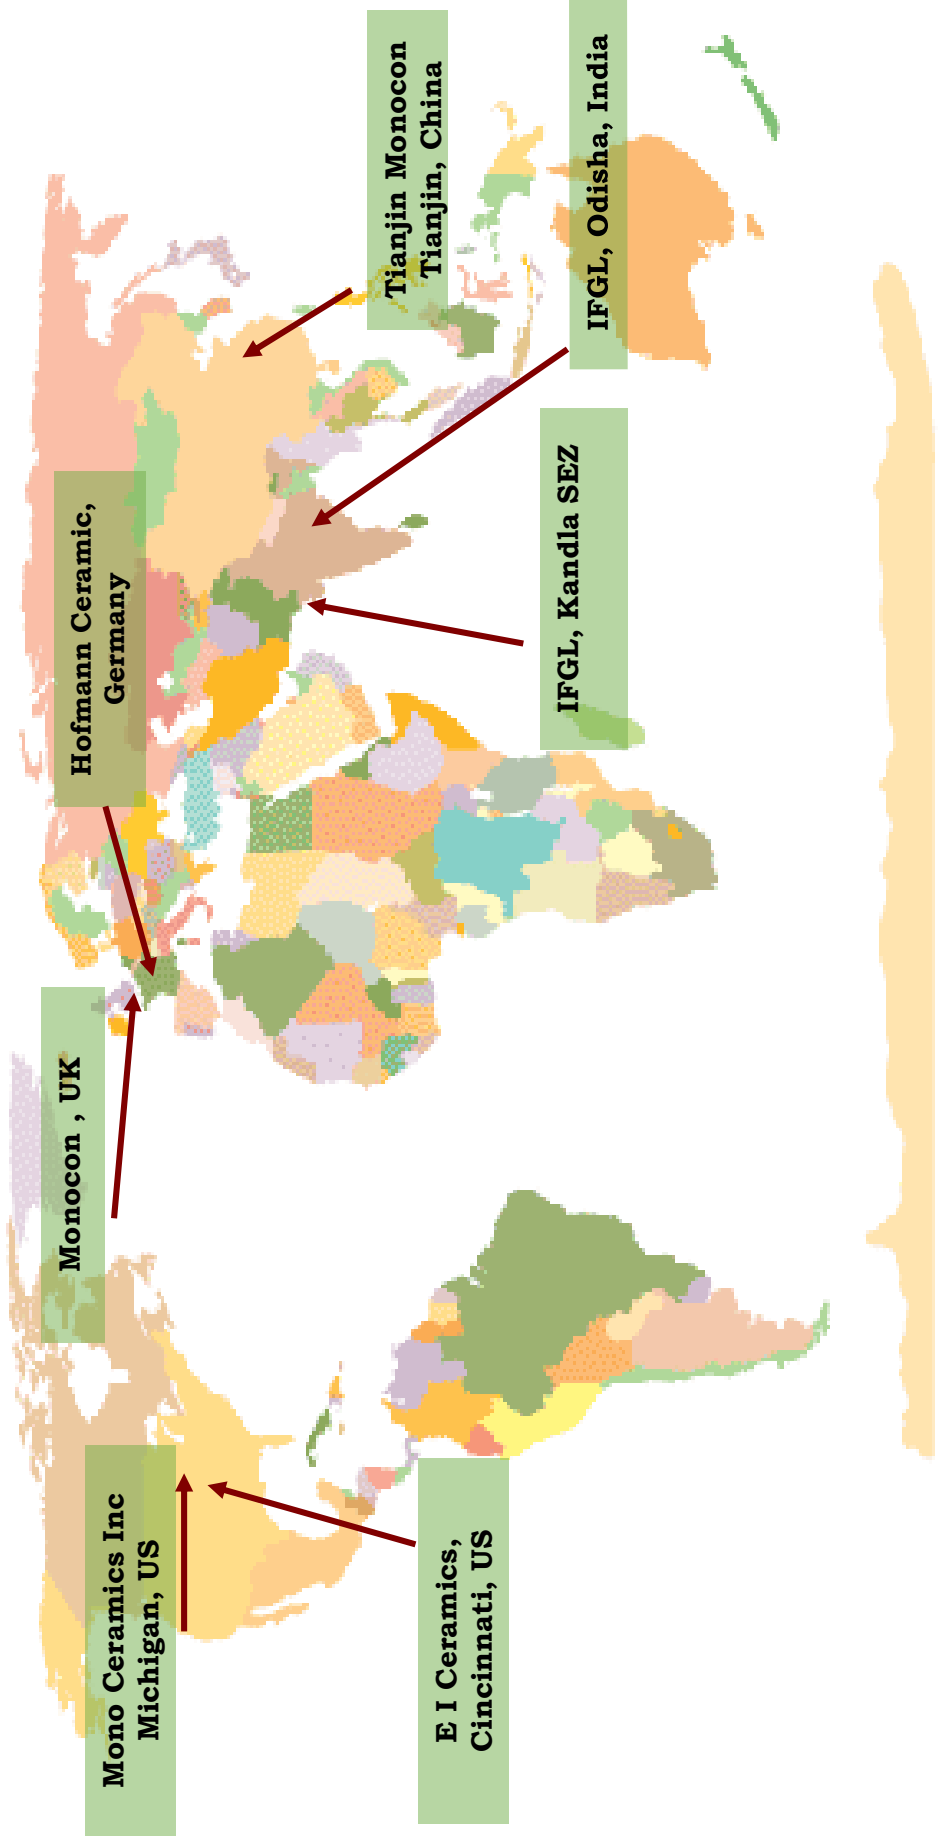 Mono Ceramics Inc
Michigan, US
E I Ceramics,
Cincinnati, US
Monocon , UK
Hofmann Ceramic,
Germany
IFGL, Kandla SEZ
Tianjin Monocon
Tianjin, China
IFGL, Odisha, India